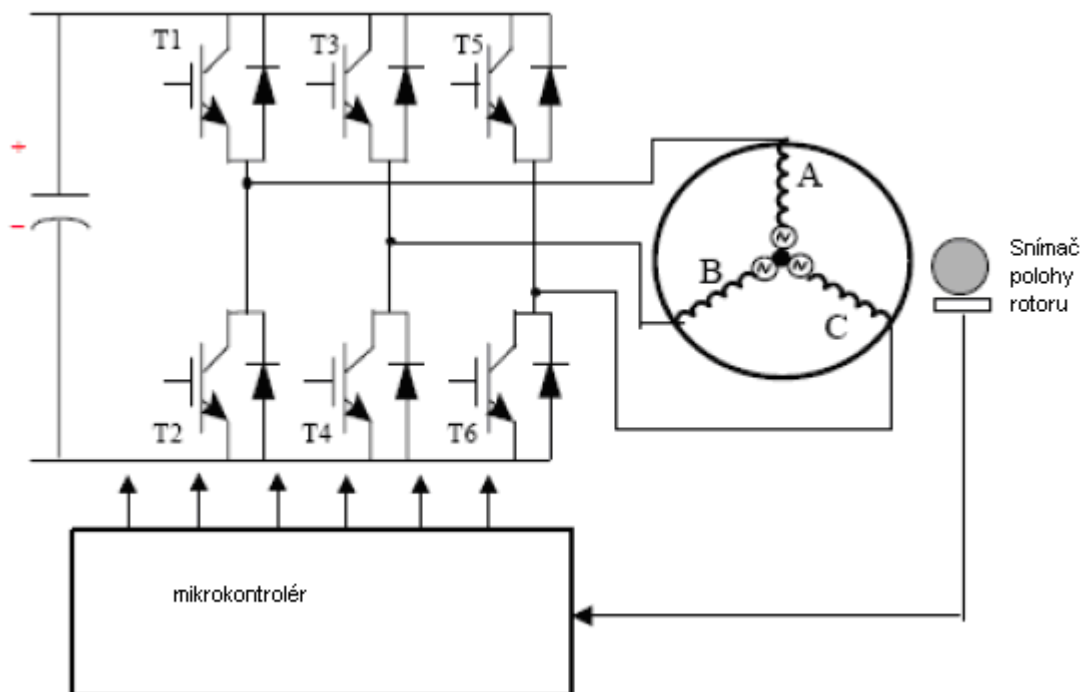 T1
T3
T5
+
-
A
B
C
Snímač
polohy
rotoru
T2
T4
T6
mikrokontrolér